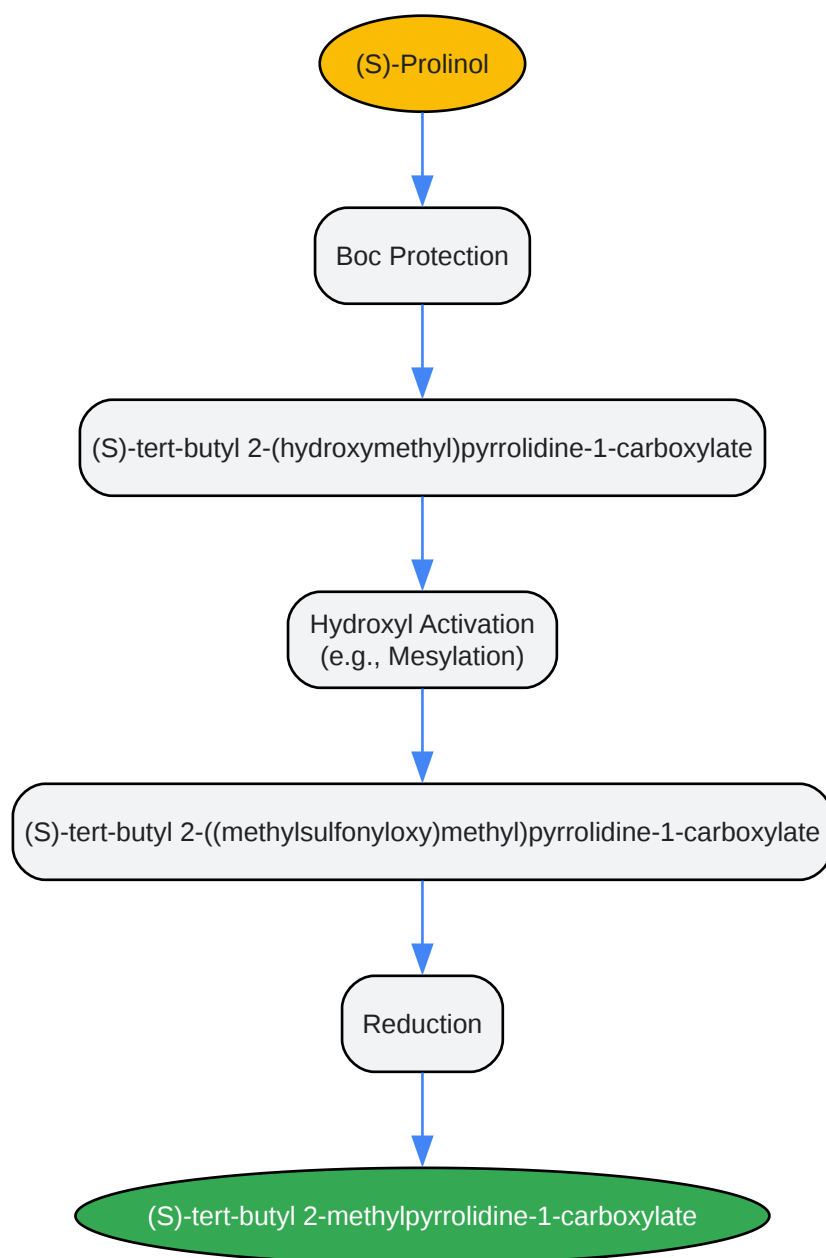 (S)-Prolinol
Boc Protection
(S)-tert-butyl 2-(hydroxymethyl)pyrrolidine-1-carboxylate
Hydroxyl Activation
(e.g., Mesylation)
(S)-tert-butyl 2-((methylsulfonyloxy)methyl)pyrrolidine-1-carboxylate
Reduction
(S)-tert-butyl 2-methylpyrrolidine-1-carboxylate